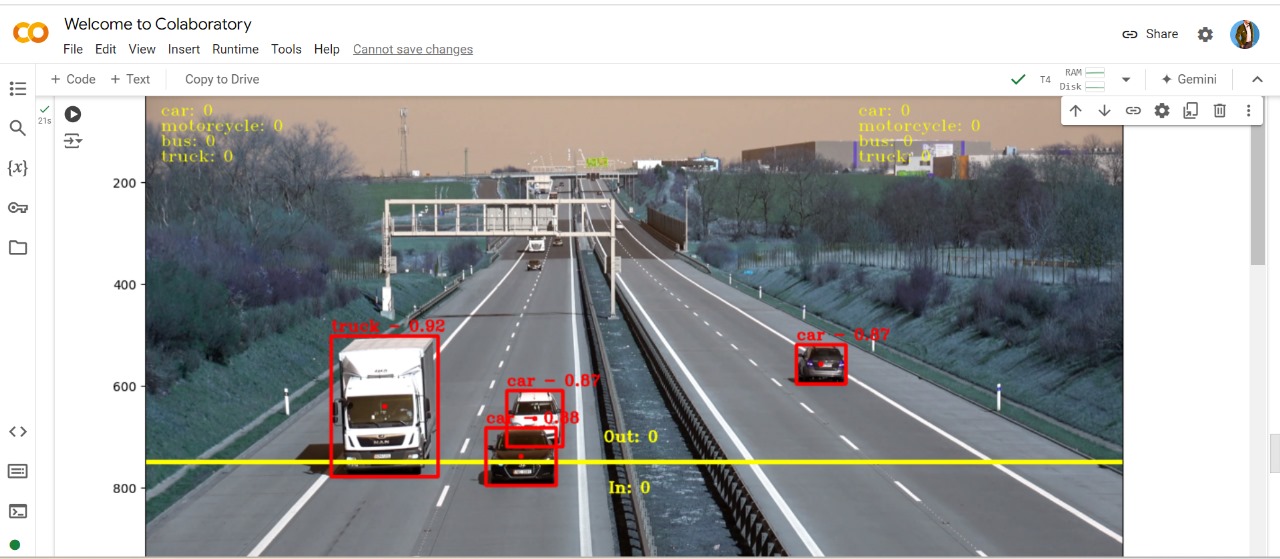 Welcome to Colaboratory
File Edit View Insert Runtime Tools Help Cannot save changes
Share
+ Code + Text Copy to Drive
T4 RAM Disk
Gemini
21s
{x}
car: 0
motorcycle: 0
bus: 0
truck: 0
car: 0
motorcycle: 0
bus: 0
truck: 0
200
400
600
800
truck - 0.92
car - 0.87
car - 0.87
car - 0.88
Out: 0
In: 0
MAN